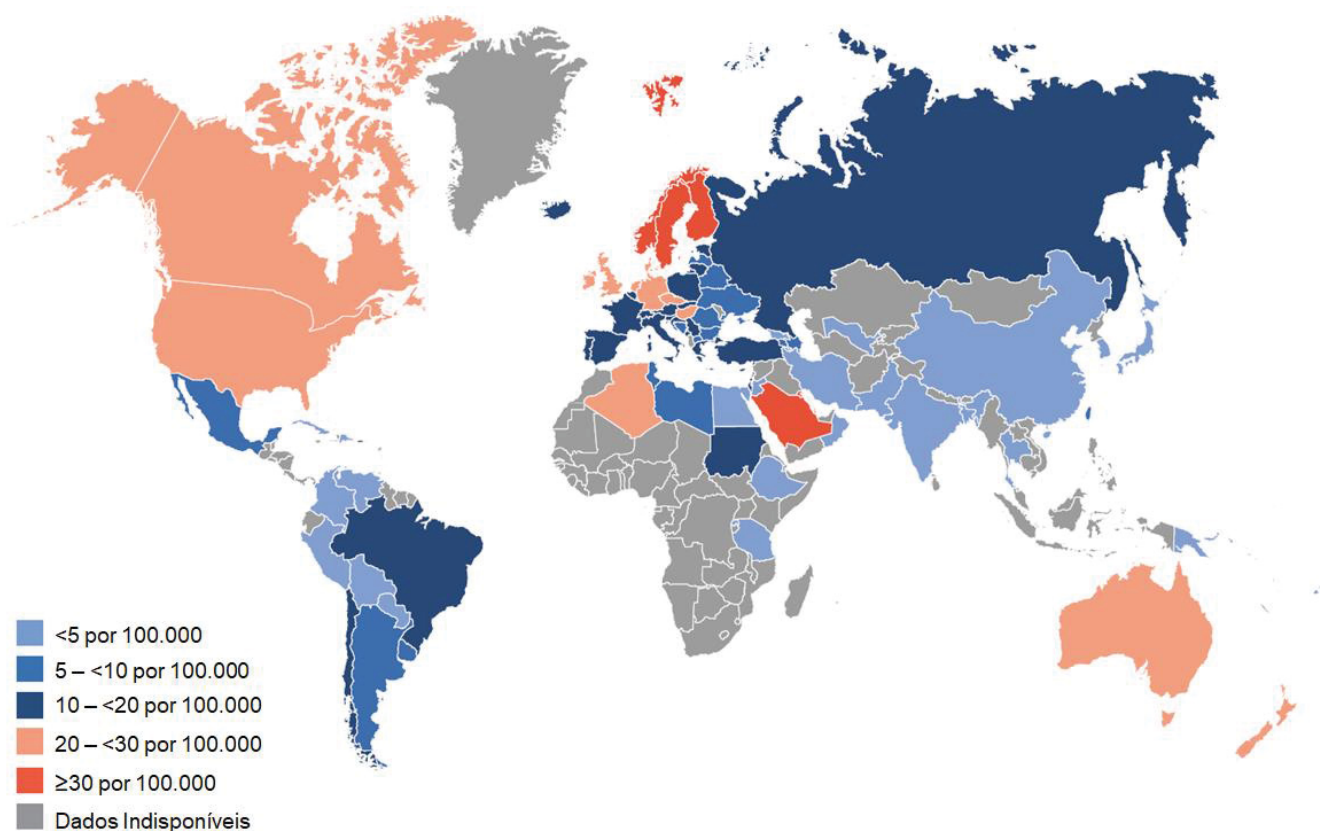 <5 por 100.000
5 – <10 por 100.000
10 – <20 por 100.000
20 – <30 por 100.000
≥30 por 100.000
Dados Indisponíveis